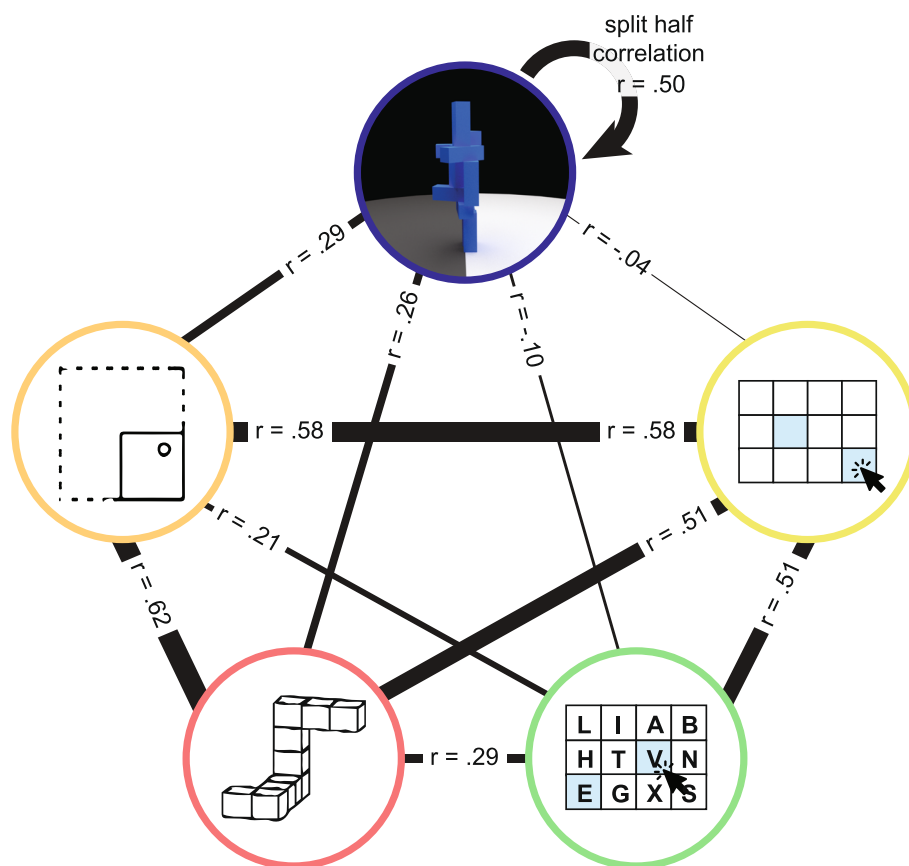 split half
correlation
r = .50
r = .29
r = .26
r = -.10
r = -.04
r = .58
r = .58
r = .21
r = .51
r = .62
r = .51
r = .29
L I A B
H T V N
E G X S